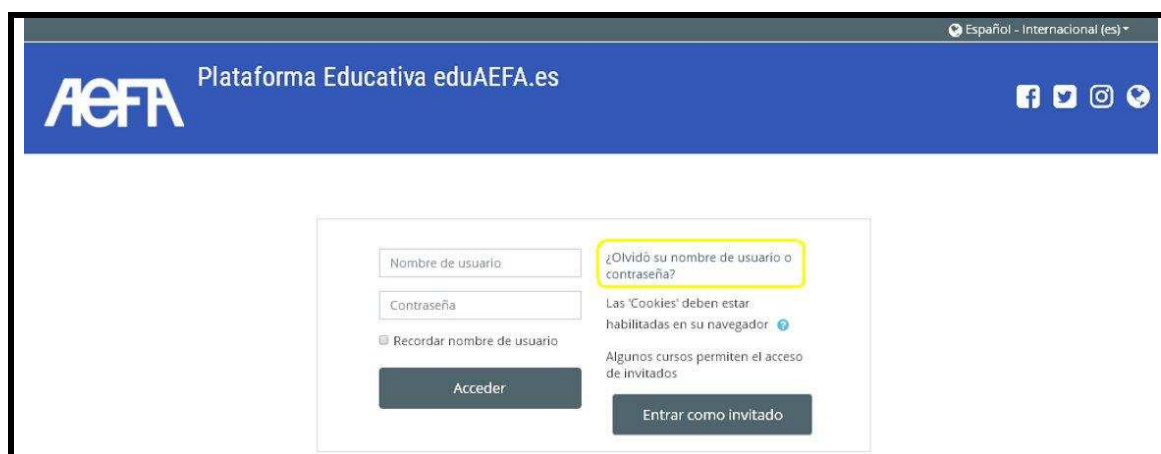 Español - Internacional (es)
AEFA
Plataforma Educativa eduAEFA.es
Nombre de usuario
Contraseña
Recordar nombre de usuario
Acceder
¿Olvidó su nombre de usuario o
contraseña?
Las 'Cookies' deben estar
habilitadas en su navegador
Algunos cursos permiten el acceso
de invitados
Entrar como invitado